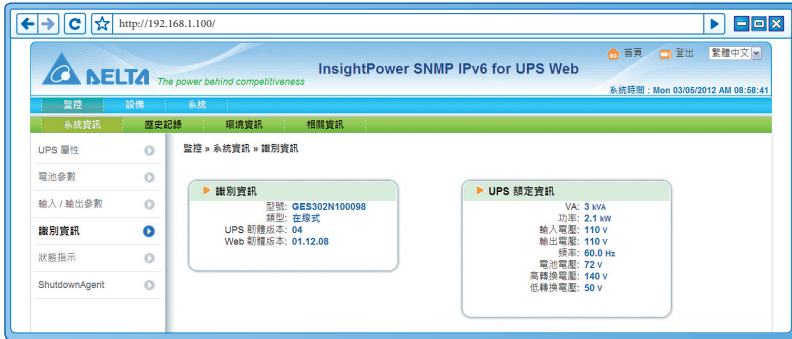 http://192.168.1.100/
首頁 登出 繁體中文
DELTA The power behind competitiveness
InsightPower SNMP IPv6 for UPS Web
系統時間 : Mon 03/05/2012 AM 08:58:41
監控 設備 系統
系統資訊 歷史記錄 環境資訊 相關資訊
監控 » 系統資訊 » 識別資訊
UPS 屬性
電池參數
輸入 / 輸出參數
識別資訊
狀態指示
ShutdownAgent
識別資訊
型號: GES302N100098
類型: 在線式
UPS 韌體版本: 04
Web 韌體版本: 01.12.08
UPS 額定資訊
VA: 3 kVA
功率: 2.1 kW
輸入電壓: 110 V
輸出電壓: 110 V
頻率: 60.0 Hz
電池電壓: 72 V
高轉換電壓: 140 V
低轉換電壓: 50 V